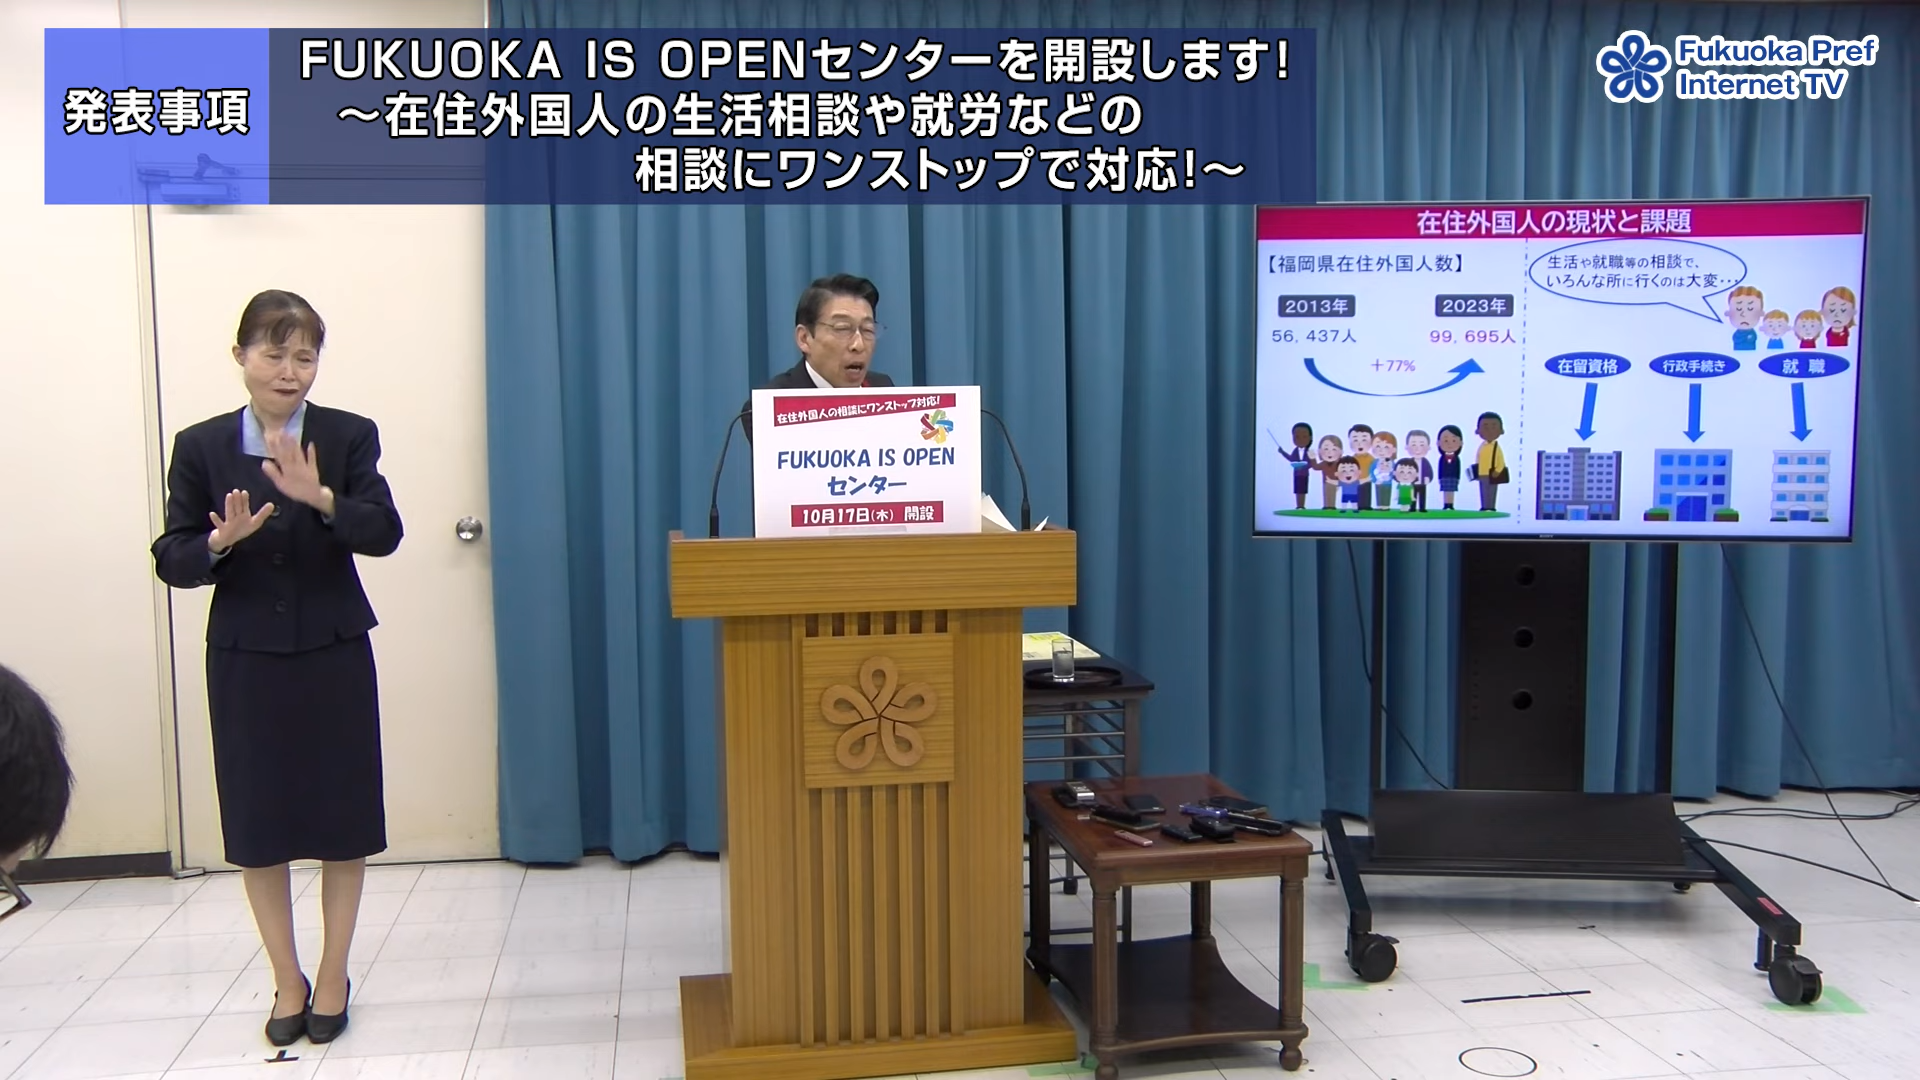 発表事項
FUKUOKA IS OPENセンターを開設します!
～在住外国人の生活相談や就労などの
相談にワンストップで対応!～
Fukuoka Pref
Internet TV
在住外国人の現状と課題
【福岡県在住外国人数】
2013年
2023年
56,437人
99,695人
+77%
生活や就職等の相談で、
いろんな所に行くのは大変･･･
在留資格
行政手続き
就職
在住外国人の相談にワンストップ対応!
FUKUOKA IS OPEN
センター
10月17日(木) 開設
SONY